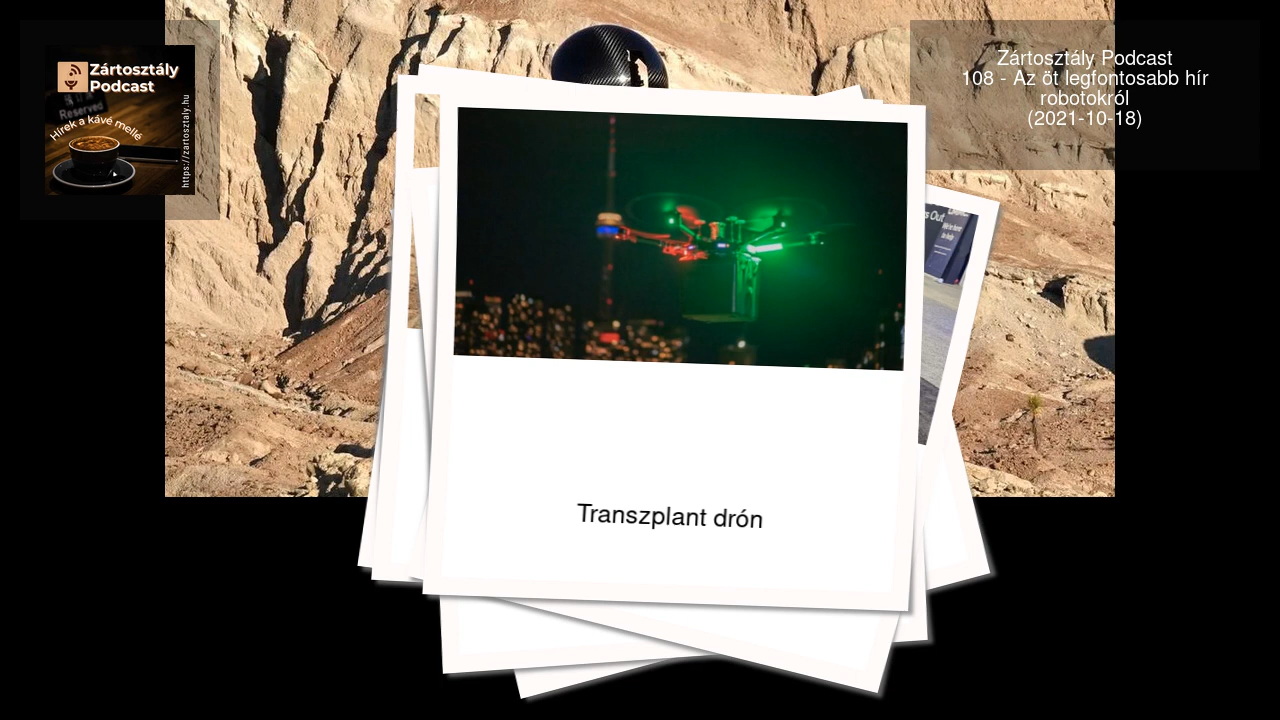 Zártosztály
Podcast
Reserved
Hírek a kávé mellé
https://zartosztaly.hu
Zártosztály Podcast
108 - Az öt legfontosabb hír
robotokról
(2021-10-18)
Transzplant drón